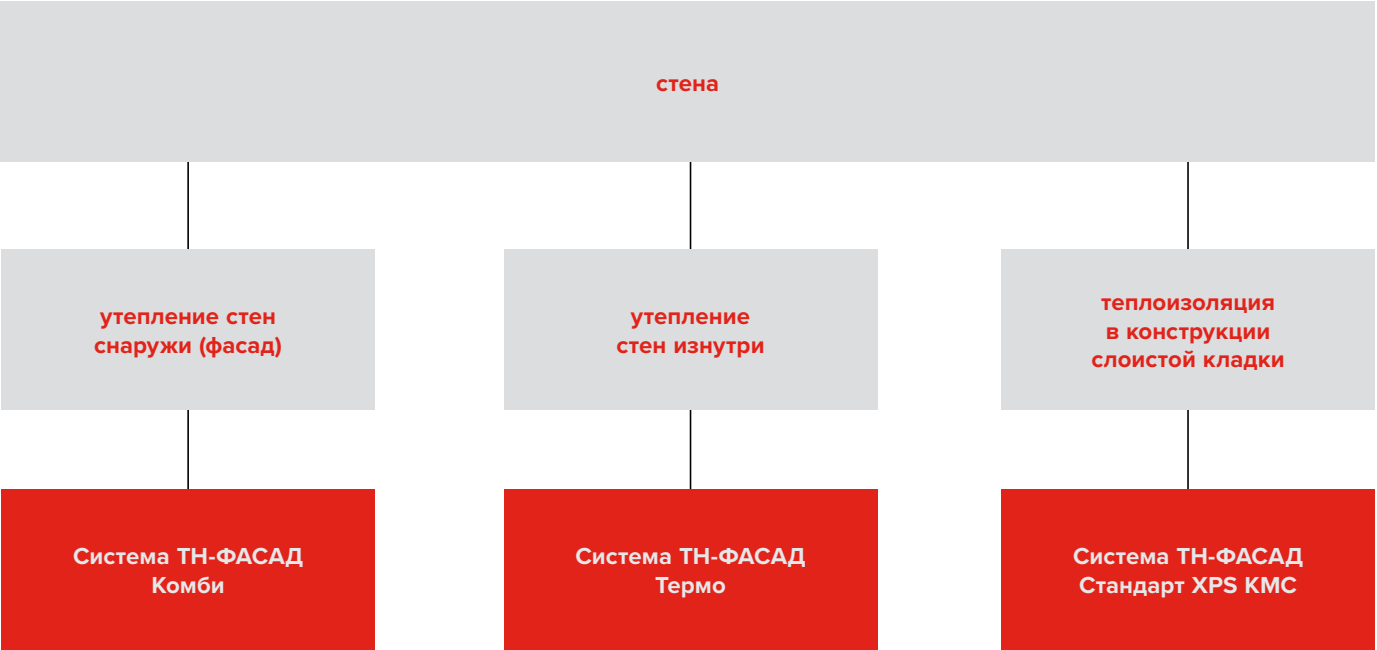 стена
утепление стен
снаружи (фасад)
утепление
стен изнутри
теплоизоляция
в конструкции
слоистой кладки
Система ТН-ФАСАД
Комби
Система ТН-ФАСАД
Термо
Система ТН-ФАСАД
Стандарт XPS КМС